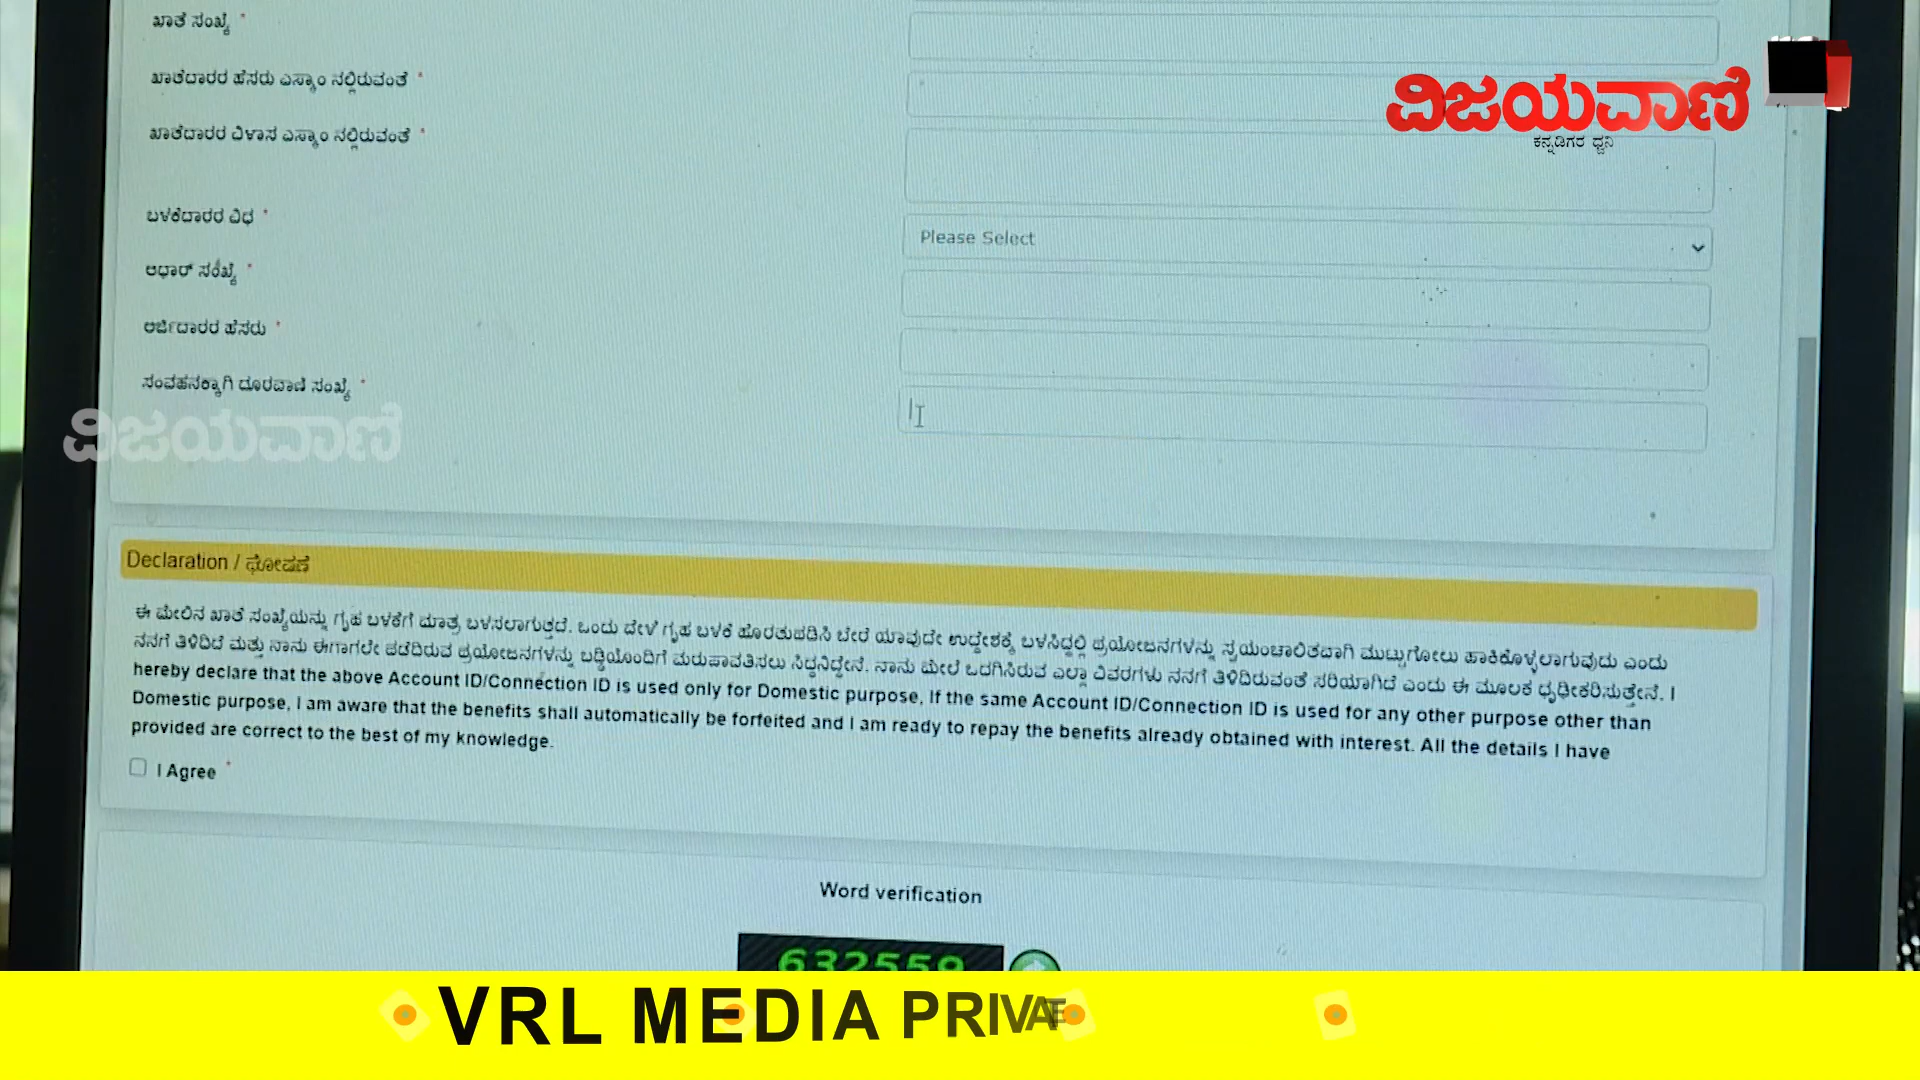 ಖಾತೆ ಸಂಖ್ಯೆ *
ಖಾತೆದಾರರ ಹೆಸರು ಎಸ್ಕಾಂ ನಲ್ಲಿರುವಂತೆ *
ಖಾತೆದಾರರ ವಿಳಾಸ ಎಸ್ಕಾಂ ನಲ್ಲಿರುವಂತೆ *
ವಿಜಯವಾಣಿ
ಕನ್ನಡಿಗರ ಧ್ವನಿ
ಬಳಕೆದಾರರ ವಿಧ *
Please Select
ಆಧಾರ್ ಸಂಖ್ಯೆ *
ಅರ್ಜಿದಾರರ ಹೆಸರು *
ಸಂವಹನಕ್ಕಾಗಿ ದೂರವಾಣಿ ಸಂಖ್ಯೆ *
ವಿಜಯವಾಣಿ
Declaration / ಘೋಷಣೆ
ಈ ಮೇಲಿನ ಖಾತೆ ಸಂಖ್ಯೆಯನ್ನು ಗೃಹ ಬಳಕೆಗೆ ಮಾತ್ರ ಬಳಸಲಾಗುತ್ತದೆ. ಒಂದು ವೇಳೆ ಗೃಹ ಬಳಕೆ ಹೊರತುಪಡಿಸಿ ಬೇರೆ ಯಾವುದೇ ಉದ್ದೇಶಕ್ಕೆ ಬಳಸಿದ್ದಲ್ಲಿ ಪ್ರಯೋಜನಗಳನ್ನು ಸ್ವಯಂಚಾಲಿತವಾಗಿ ಮುಟ್ಟುಗೋಲು ಹಾಕಿಕೊಳ್ಳಲಾಗುವುದು ಎಂದು
ನನಗೆ ತಿಳಿದಿದೆ ಮತ್ತು ನಾನು ಈಗಾಗಲೇ ಪಡೆದಿರುವ ಪ್ರಯೋಜನಗಳನ್ನು ಬಡ್ಡಿಯೊಂದಿಗೆ ಮರುಪಾವತಿಸಲು ಸಿದ್ಧನಿದ್ದೇನೆ. ನಾನು ಮೇಲೆ ಒದಗಿಸಿರುವ ಎಲ್ಲಾ ವಿವರಗಳು ನನಗೆ ತಿಳಿದಿರುವಂತೆ ಸರಿಯಾಗಿದೆ ಎಂದು ಈ ಮೂಲಕ ಧೃಢೀಕರಿಸುತ್ತೇನೆ. I
hereby declare that the above Account ID/Connection ID is used only for Domestic purpose, If the same Account ID/Connection ID is used for any other purpose other than
Domestic purpose, I am aware that the benefits shall automatically be forfeited and I am ready to repay the benefits already obtained with interest. All the details I have
provided are correct to the best of my knowledge.
I Agree *
Word verification
632559
VRL MEDIA PRIVATE